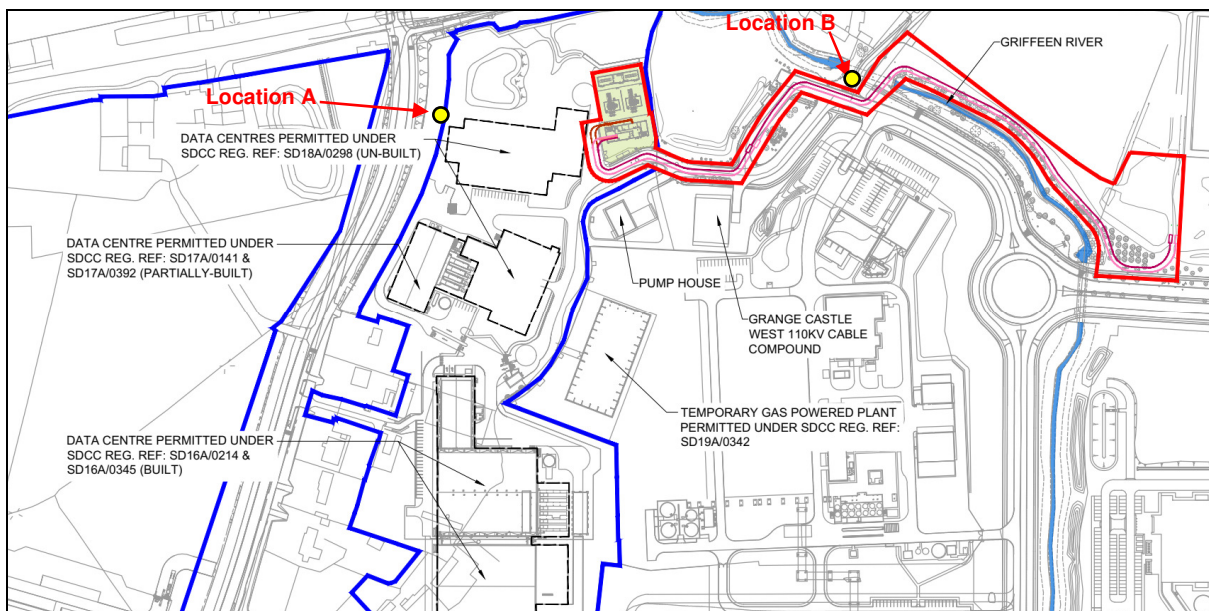 Location B
GRIFFEEN RIVER
Location A
DATA CENTRES PERMITTED UNDER
SDCC REG. REF: SD18A/0298 (UN-BUILT)
DATA CENTRE PERMITTED UNDER
SDCC REG. REF: SD17A/0141 &
SD17A/0392 (PARTIALLY-BUILT)
PUMP HOUSE
GRANGE CASTLE
WEST 110KV CABLE
COMPOUND
TEMPORARY GAS POWERED PLANT
PERMITTED UNDER SDCC REG. REF:
SD19A/0342
DATA CENTRE PERMITTED UNDER
SDCC REG. REF: SD16A/0214 &
SD16A/0345 (BUILT)